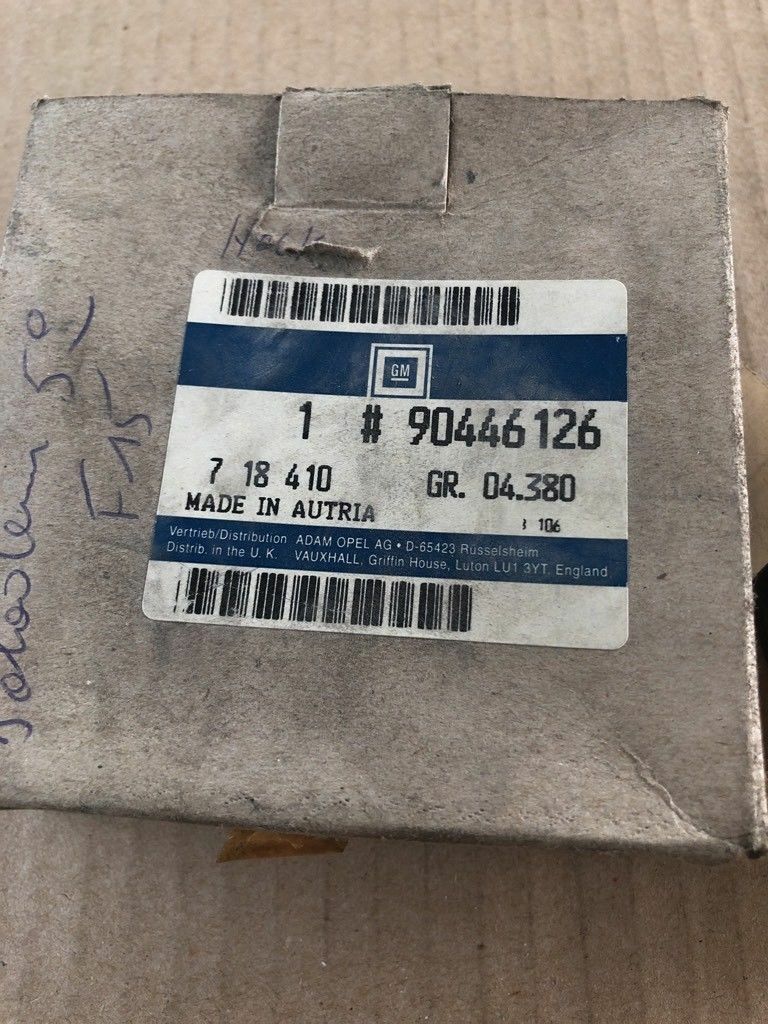 GM
1 # 90446126
7 18 410 GR. 04.380
MADE IN AUTRIA
106
Vertrieb/Distribution ADAM OPEL AG • D-65423 Rüsselsheim
Distrib. in the U. K. VAUXHALL, Griffin House, Luton LU1 3YT. England
F15